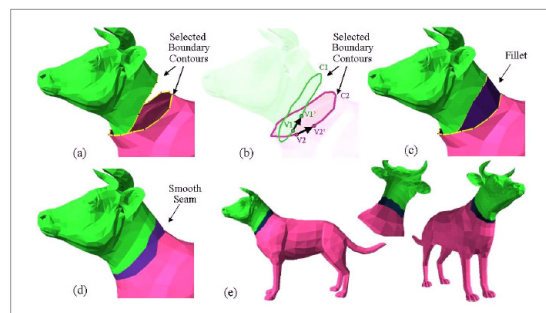 Selected
Boundary
Contours
(a)
C1
Selected
Boundary
Contours
C2
V1'
V1
V2'
V2
(b)
Fillet
(c)
Smooth
Seam
(d)
(e)